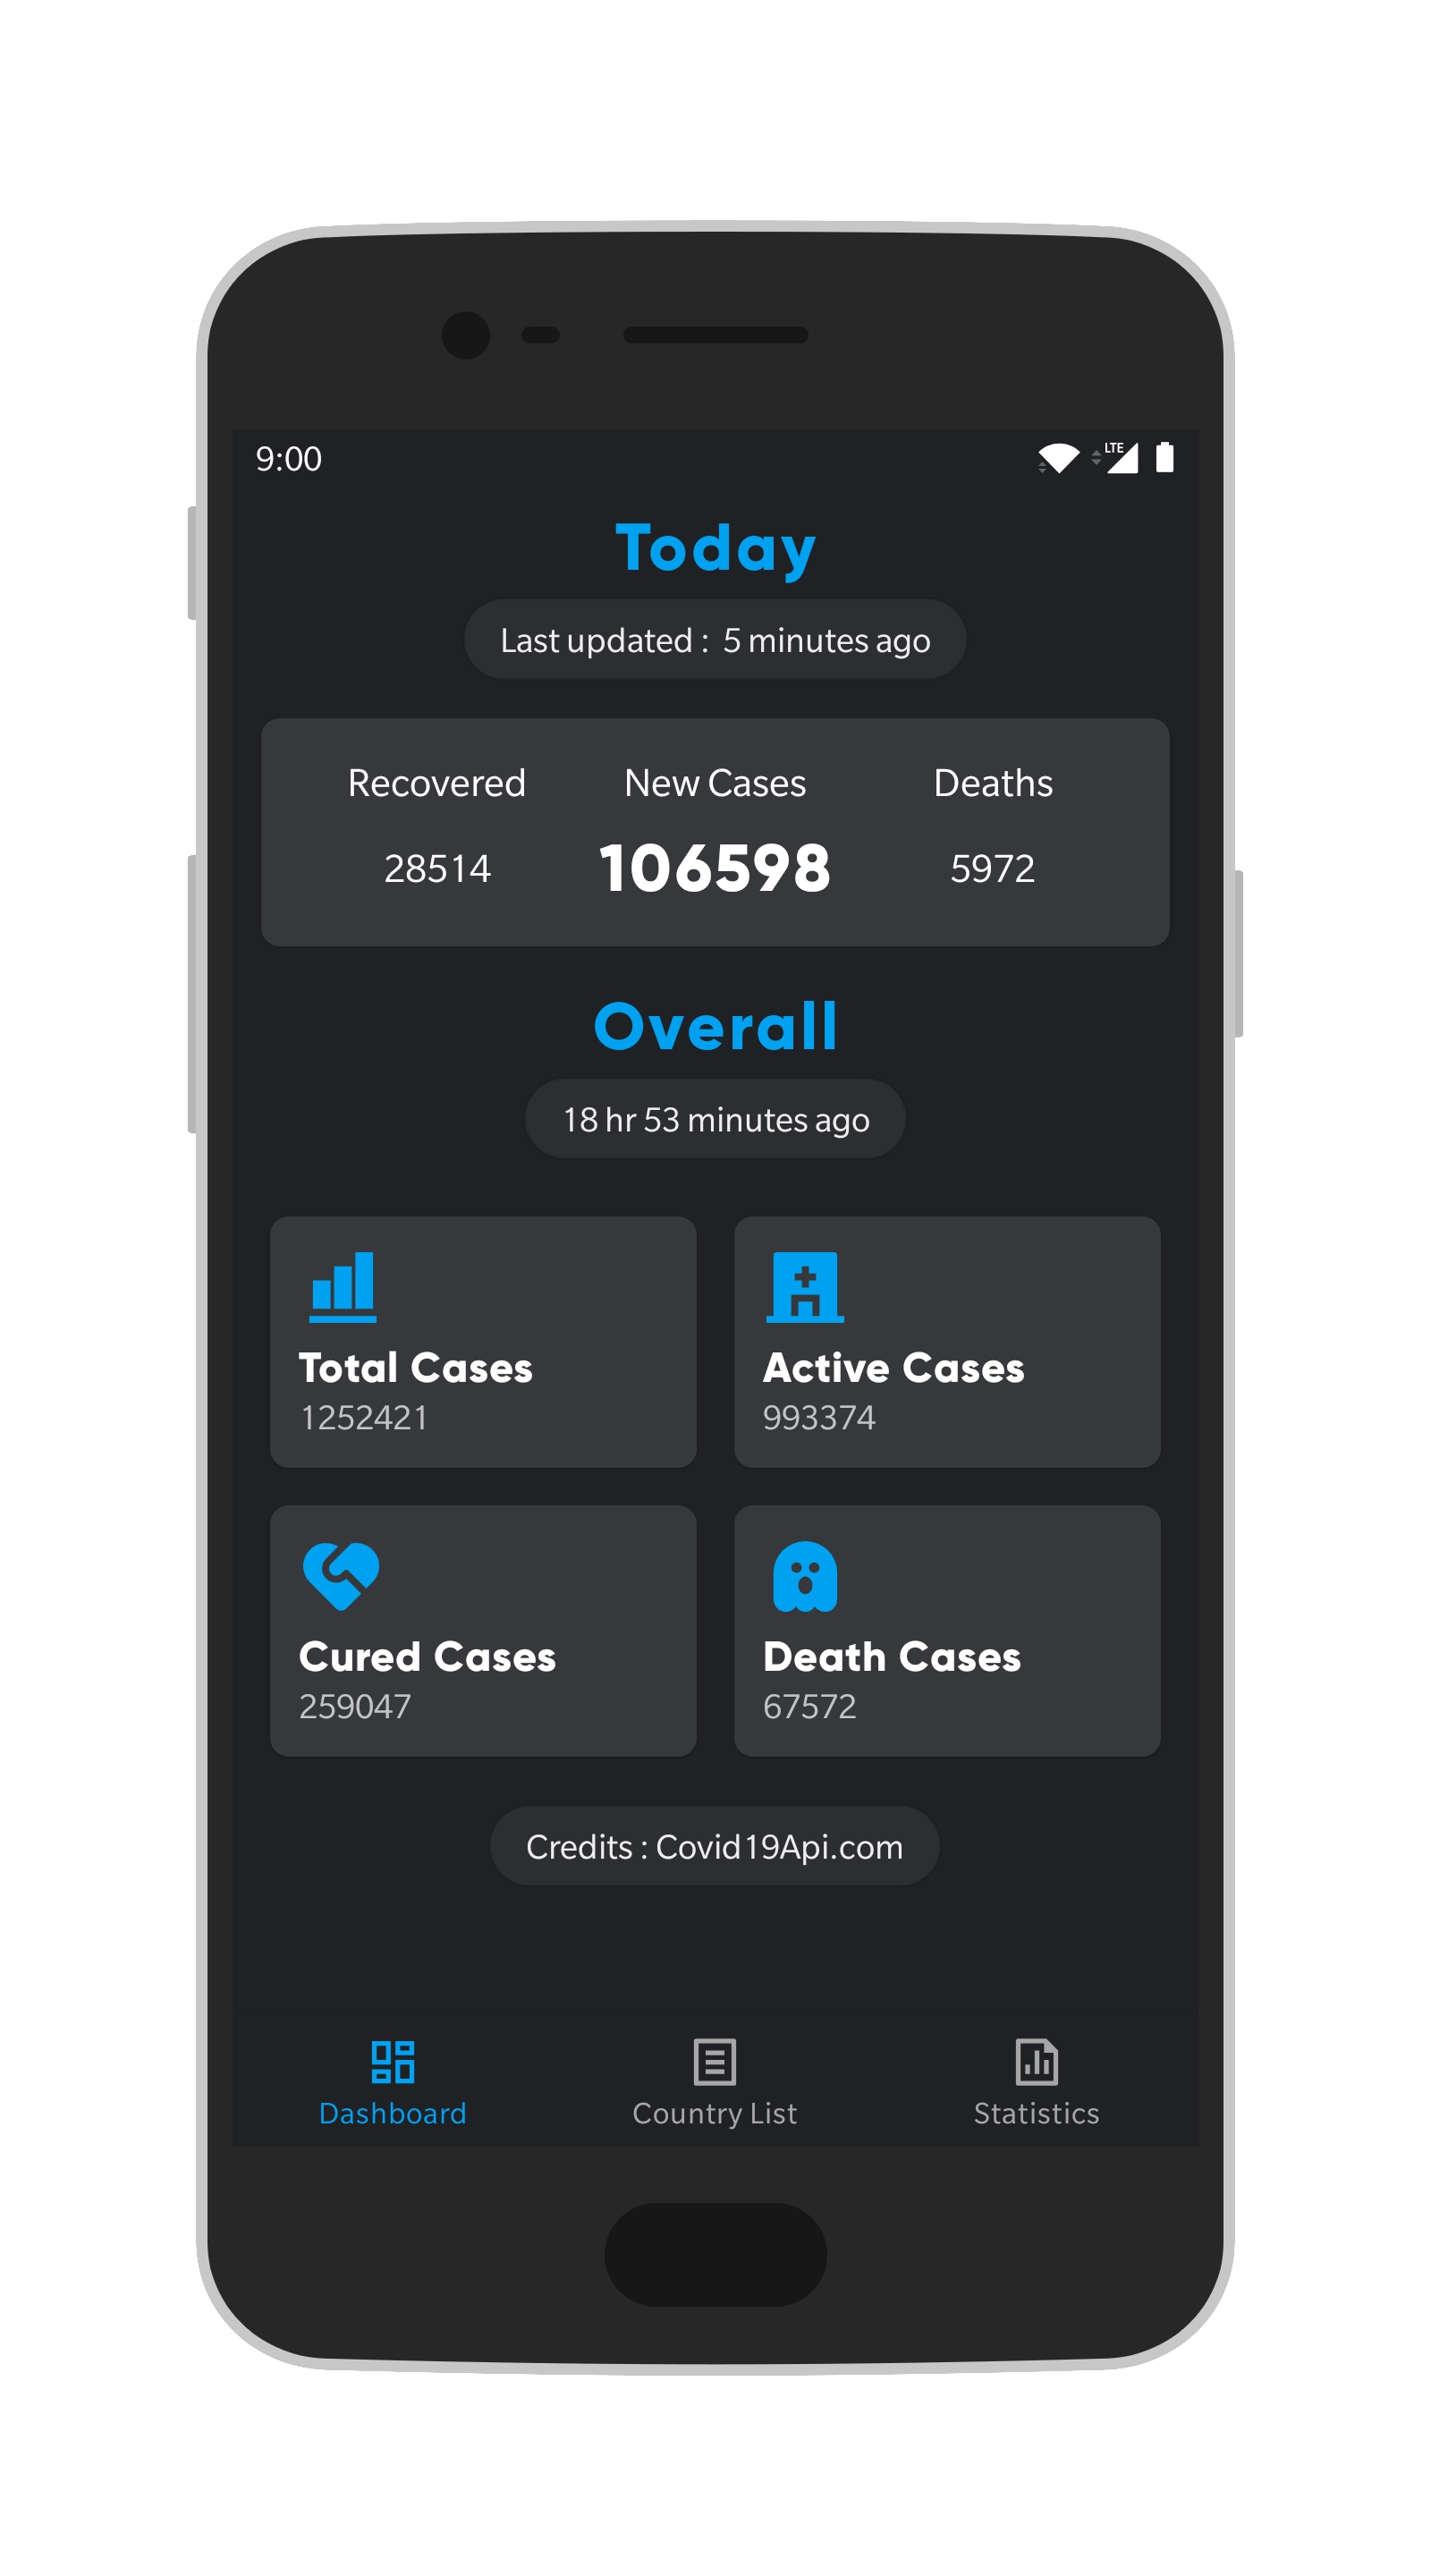 9:00
LTE
Today
Last updated : 5 minutes ago
Recovered New Cases Deaths
28514 106598 5972
Overall
18 hr 53 minutes ago
Total Cases Active Cases
1252421 993374
Cured Cases Death Cases
259047 67572
Credits : Covid19Api.com
Dashboard Country List Statistics